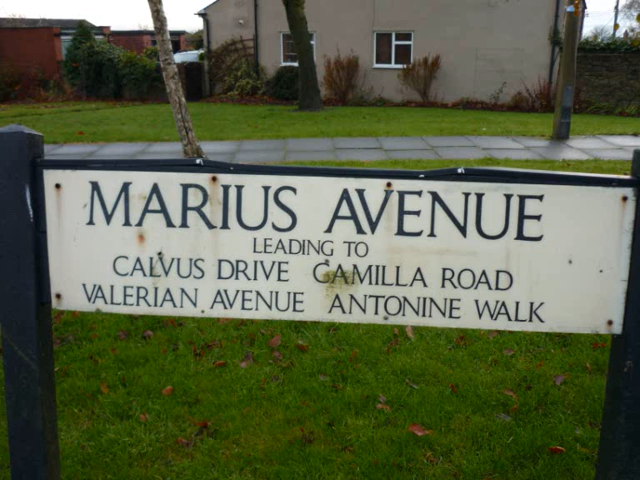 MARIUS AVENUE
LEADING TO
CALVUS DRIVE CAMILLA ROAD
VALERIAN AVENUE ANTONINE WALK